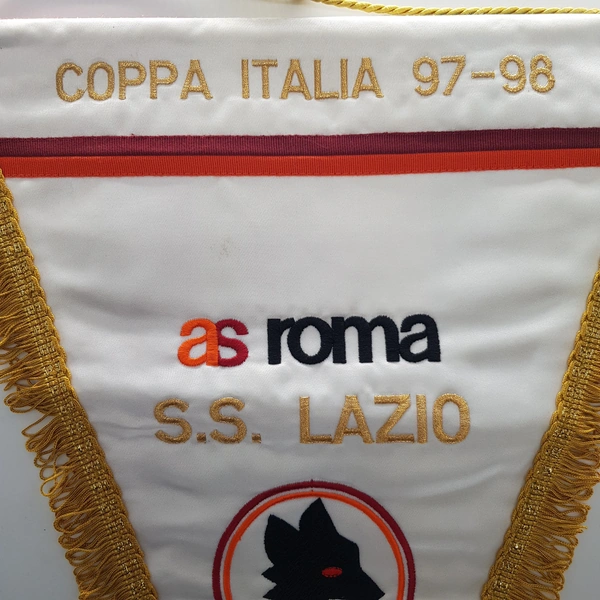 COPPA ITALIA 97-98
as roma
S.S. LAZIO